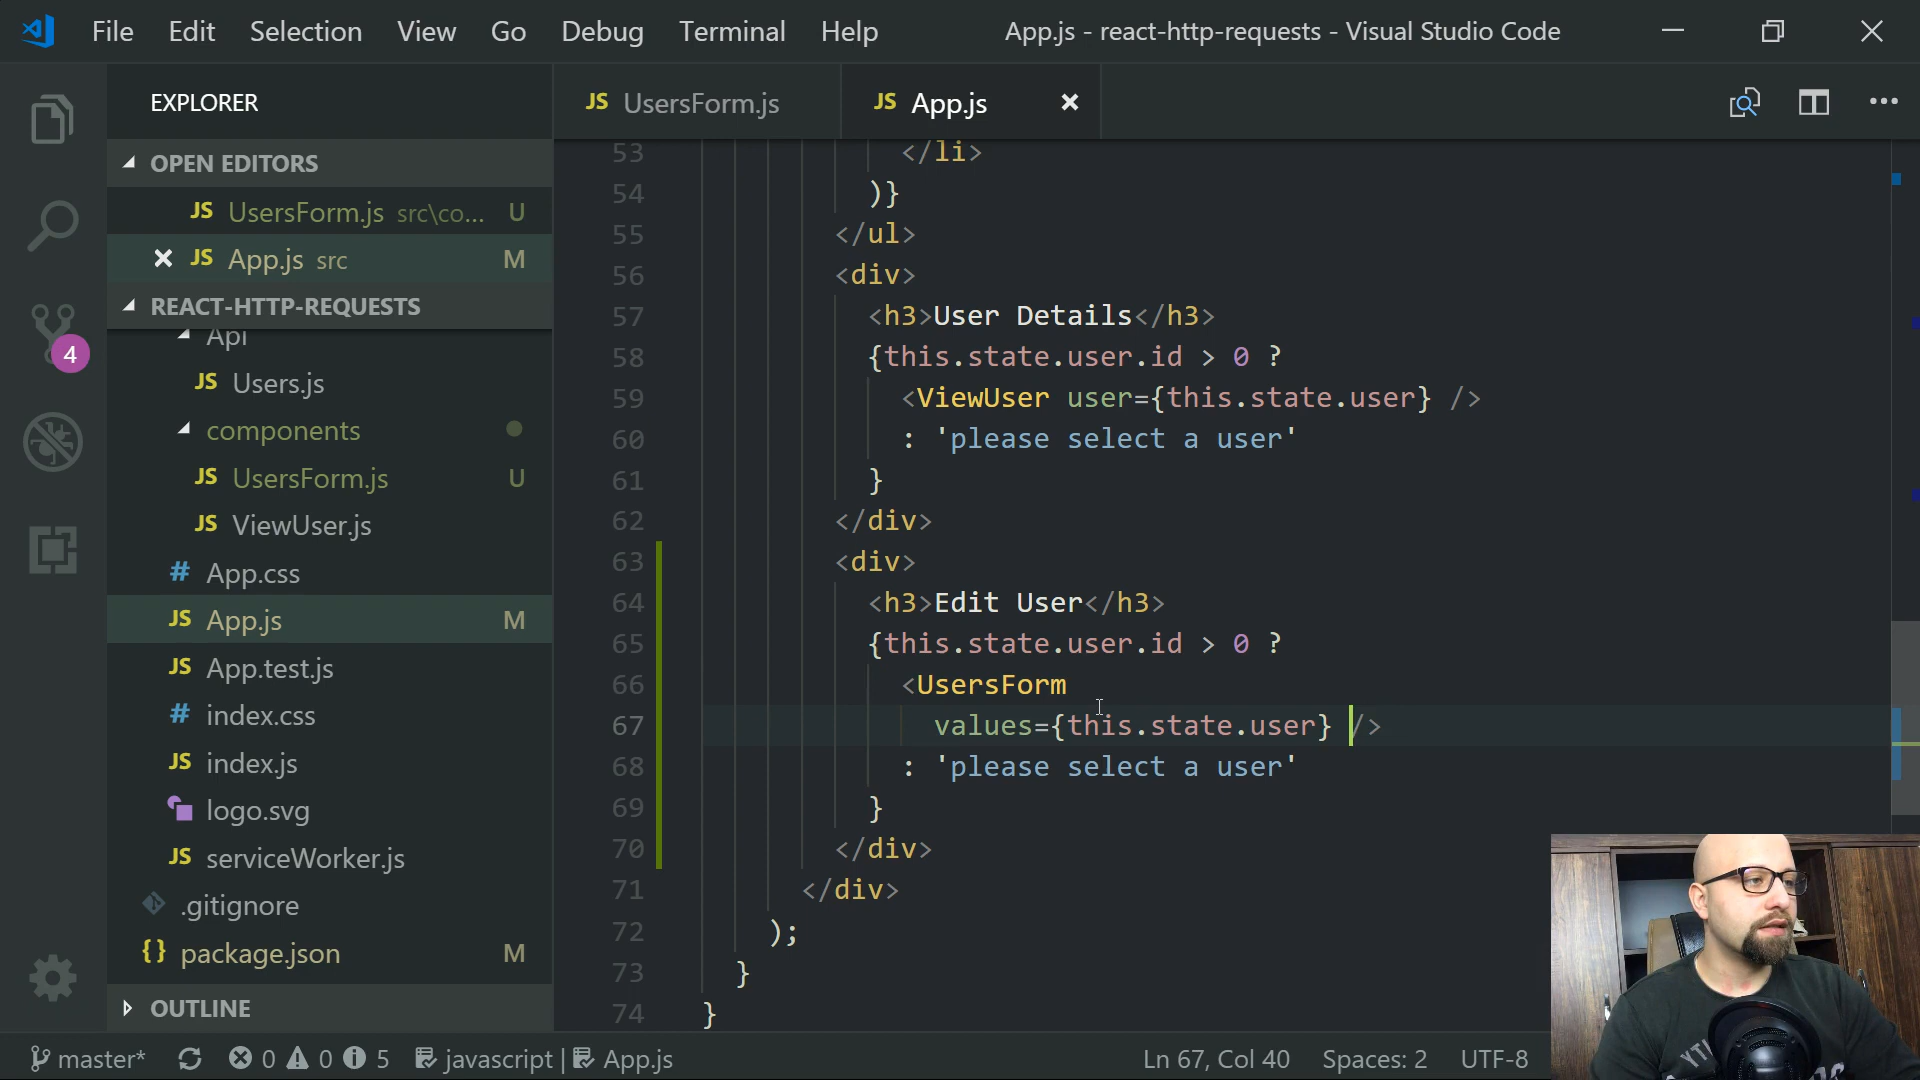 File Edit Selection View Go Debug Terminal Help App.js - react-http-requests - Visual Studio Code
EXPLORER
JS UsersForm.js JS App.js
OPEN EDITORS
JS UsersForm.js src\co... U
JS App.js src M
REACT-HTTP-REQUESTS
Api
JS Users.js
components
JS UsersForm.js U
JS ViewUser.js
# App.css
JS App.js M
JS App.test.js
# index.css
JS index.js
logo.svg
JS serviceWorker.js
.gitignore
{} package.json M
OUTLINE
4
53 </li>
54 )}
55 </ul>
56 <div>
57 <h3>User Details</h3>
58 {this.state.user.id > 0 ?
59 <ViewUser user={this.state.user} />
60 : 'please select a user'
61 }
62 </div>
63 <div>
64 <h3>Edit User</h3>
65 {this.state.user.id > 0 ?
66 <UsersForm
67 values={this.state.user} />
68 : 'please select a user'
69 }
70 </div>
71 </div>
72 );
73 }
74 }
master* 0 0 5 javascript | App.js Ln 67, Col 40 Spaces: 2 UTF-8